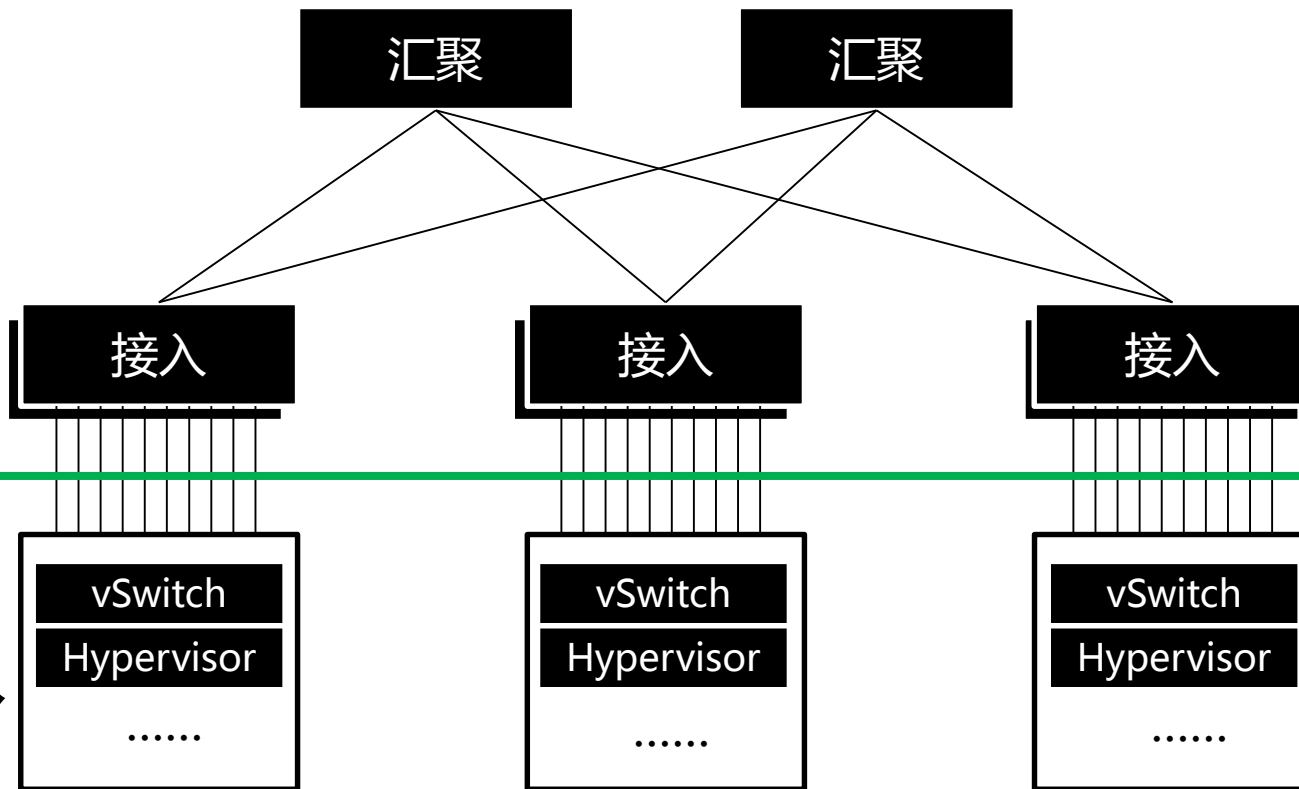 汇聚 汇聚
接入 接入 接入
vSwitch vSwitch vSwitch
Hypervisor Hypervisor Hypervisor
...... ...... ......